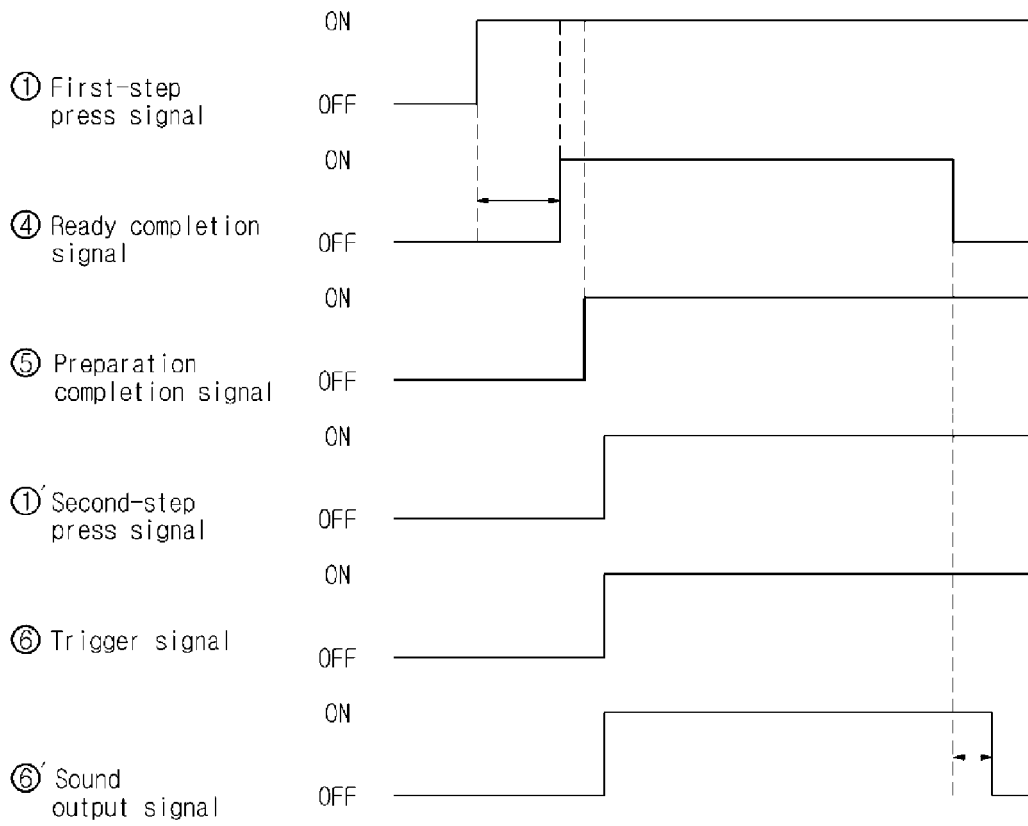 ON
① First-step
press signal
OFF
ON
④ Ready completion
signal
OFF
ON
⑤ Preparation
completion signal
OFF
ON
①′ Second-step
press signal
OFF
ON
⑥ Trigger signal
OFF
ON
⑥′ Sound
output signal
OFF